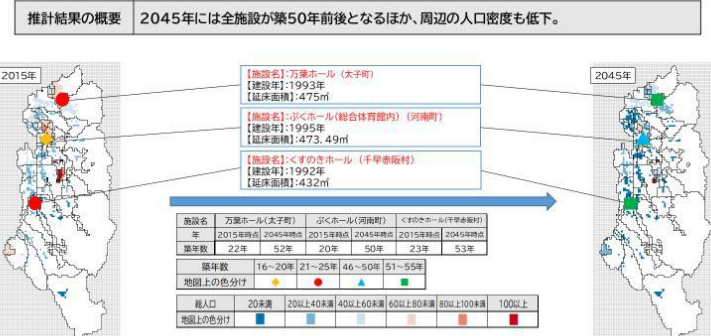 推計結果の概要 2045年には全施設が築50年前後となるほか、周辺の人口密度も低下。
2015年
2045年
【施設名】:万葉ホール（太子町）
【建設年】:1993年
【延床面積】:475㎡
【施設名】:ぷくホール(総合体育館内)（河南町）
【建設年】:1995年
【延床面積】:473.49㎡
【施設名】:くすのきホール（千早赤阪村）
【建設年】:1992年
【延床面積】:432㎡
施設名 万葉ホール(太子町) ぷくホール(河南町) くすのきホール(千早赤阪村)
年 2015年時点 2045年時点 2015年時点 2045年時点 2015年時点 2045年時点
築年数 22年 52年 20年 50年 23年 53年
築年数 16～20年 21～25年 46～50年 51～55年
地図上の色分け
総人口 20未満 20以上40未満 40以上60未満 60以上80未満 80以上100未満 100以上
地図上の色分け